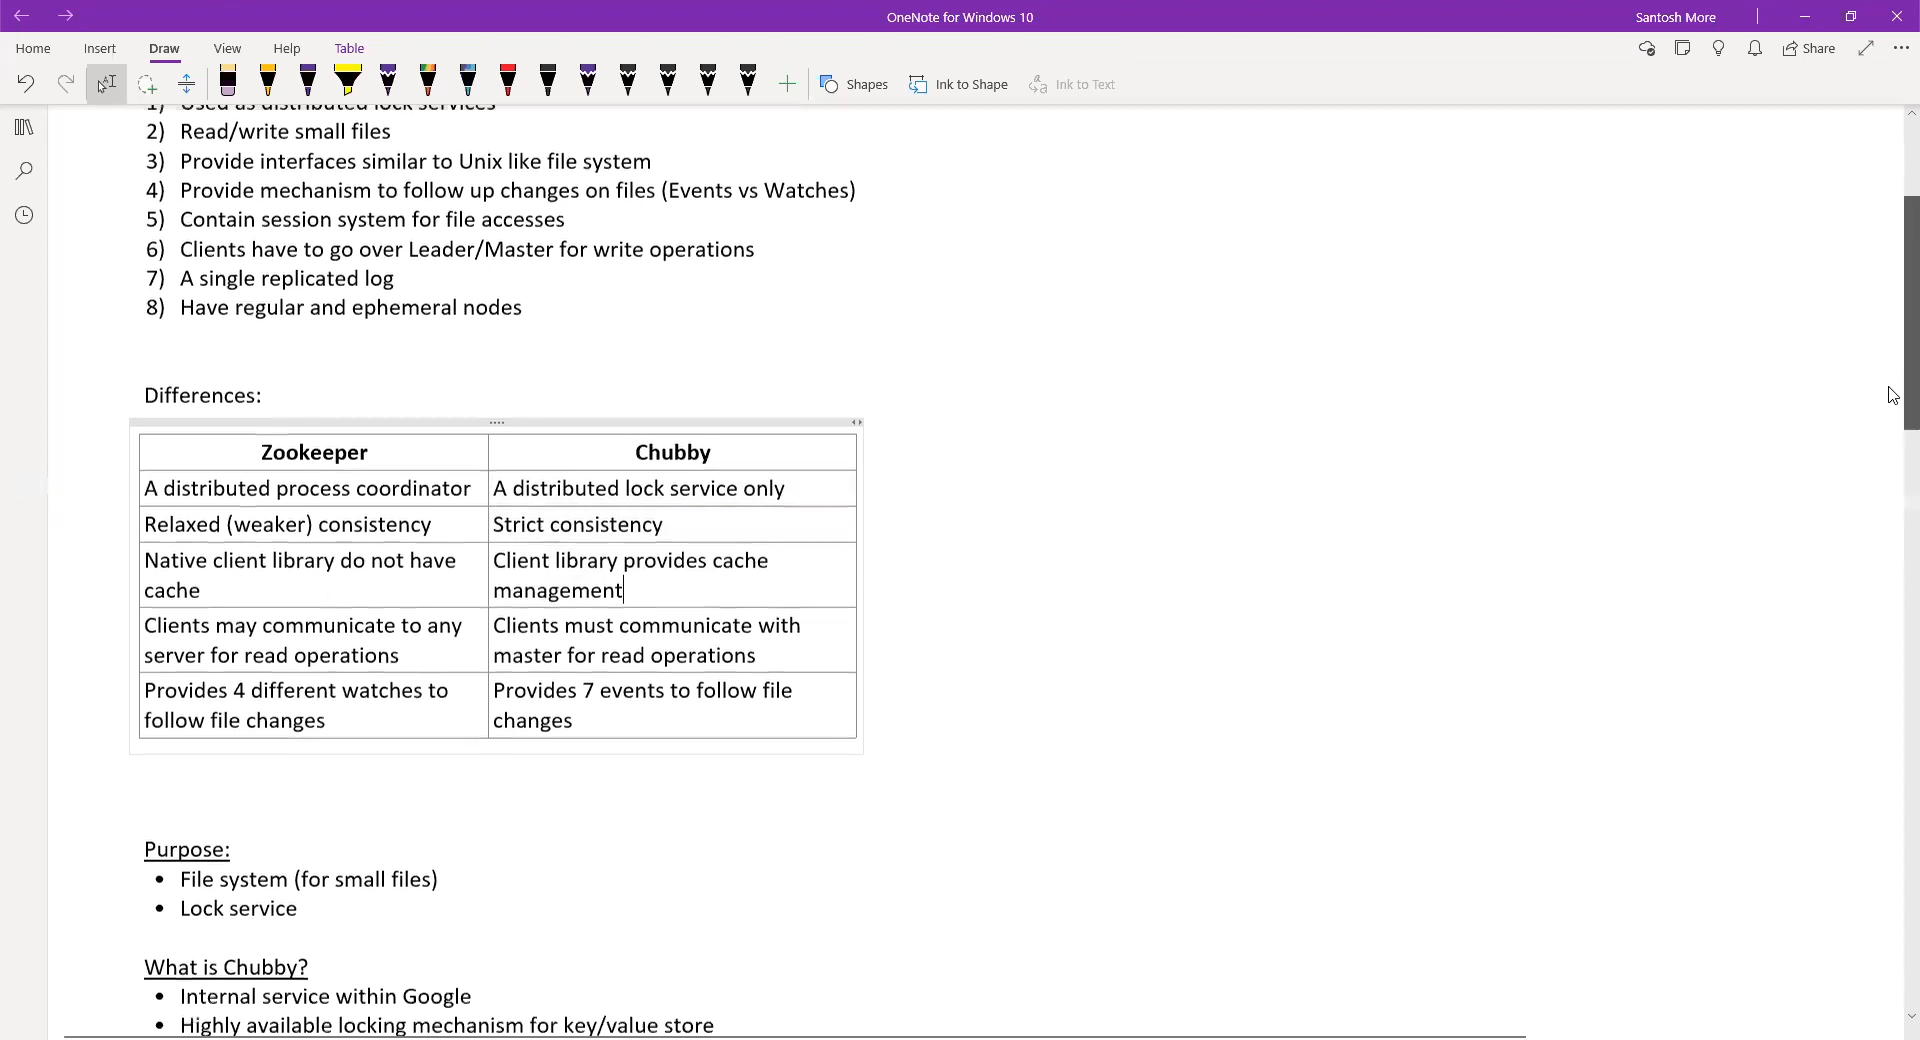 OneNote for Windows 10
Santosh More
Home Insert Draw View Help Table
Share
Shapes Ink to Shape Ink to Text
1) Used as distributed lock services
2) Read/write small files
3) Provide interfaces similar to Unix like file system
4) Provide mechanism to follow up changes on files (Events vs Watches)
5) Contain session system for file accesses
6) Clients have to go over Leader/Master for write operations
7) A single replicated log
8) Have regular and ephemeral nodes
Differences:
Zookeeper Chubby
A distributed process coordinator A distributed lock service only
Relaxed (weaker) consistency Strict consistency
Native client library do not have Client library provides cache
cache management
Clients may communicate to any Clients must communicate with
server for read operations master for read operations
Provides 4 different watches to Provides 7 events to follow file
follow file changes changes
Purpose:
• File system (for small files)
• Lock service
What is Chubby?
• Internal service within Google
• Highly available locking mechanism for key/value store